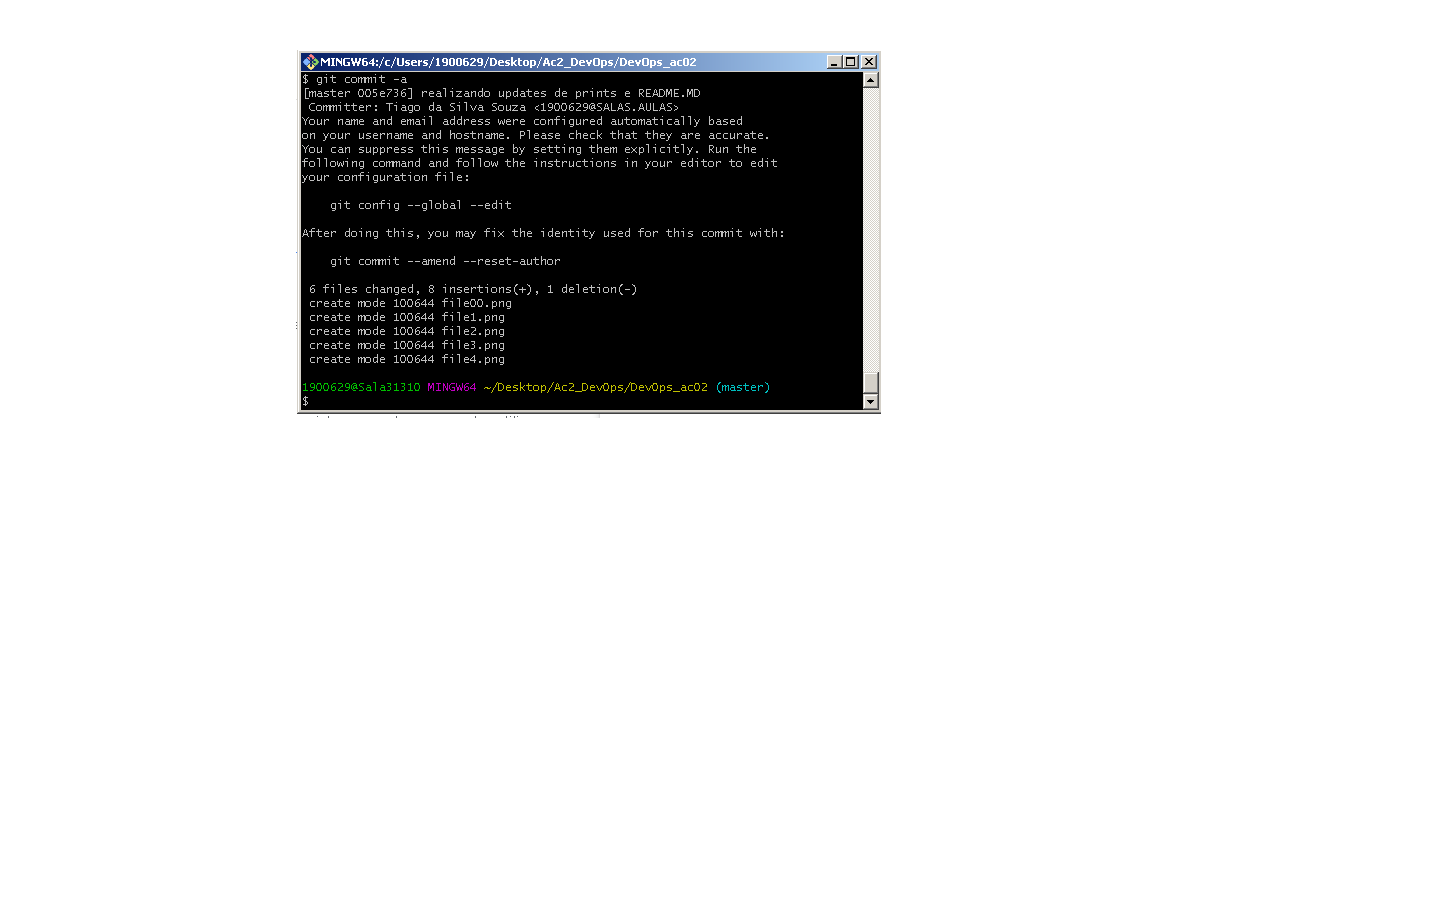 MINGW64:/c/Users/1900629/Desktop/Ac2_DevOps/DevOps_ac02
$ git commit -a
[master 005e736] realizando updates de prints e README.MD
 Committer: Tiago da Silva Souza <1900629@SALAS.AULAS>
Your name and email address were configured automatically based
on your username and hostname. Please check that they are accurate.
You can suppress this message by setting them explicitly. Run the
following command and follow the instructions in your editor to edit
your configuration file:

    git config --global --edit

After doing this, you may fix the identity used for this commit with:

    git commit --amend --reset-author

 6 files changed, 8 insertions(+), 1 deletion(-)
 create mode 100644 file00.png
 create mode 100644 file1.png
 create mode 100644 file2.png
 create mode 100644 file3.png
 create mode 100644 file4.png

1900629@Sala31310 MINGW64 ~/Desktop/Ac2_DevOps/DevOps_ac02 (master)
$